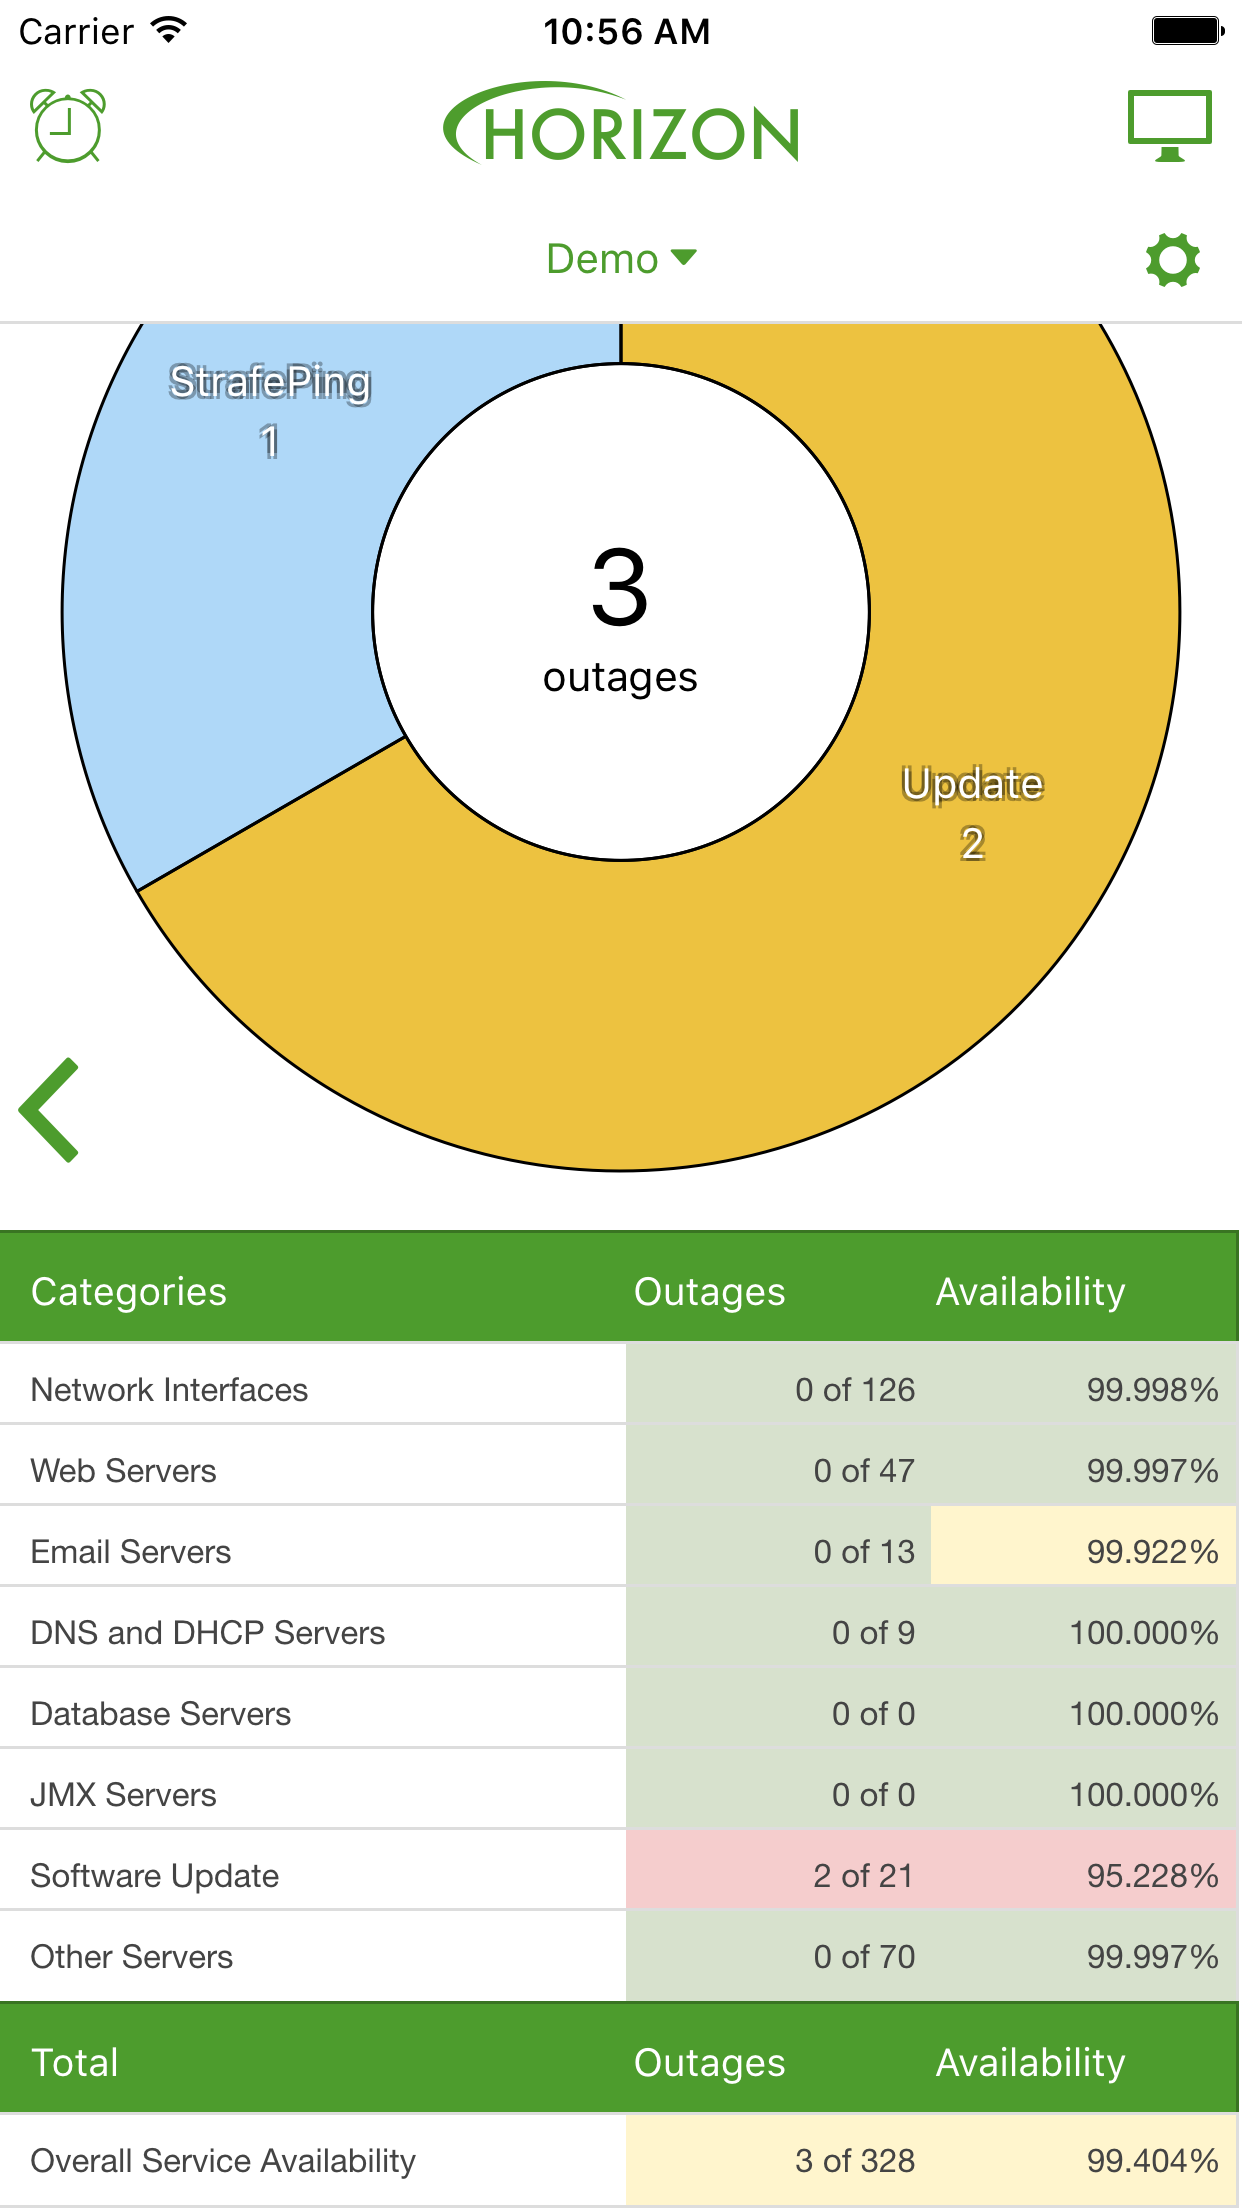 Carrier 10:56 AM
HORIZON
Demo
StrafePing
1
3
outages
Update
2
Categories Outages Availability
Network Interfaces 0 of 126 99.998%
Web Servers 0 of 47 99.997%
Email Servers 0 of 13 99.922%
DNS and DHCP Servers 0 of 9 100.000%
Database Servers 0 of 0 100.000%
JMX Servers 0 of 0 100.000%
Software Update 2 of 21 95.228%
Other Servers 0 of 70 99.997%
Total Outages Availability
Overall Service Availability 3 of 328 99.404%